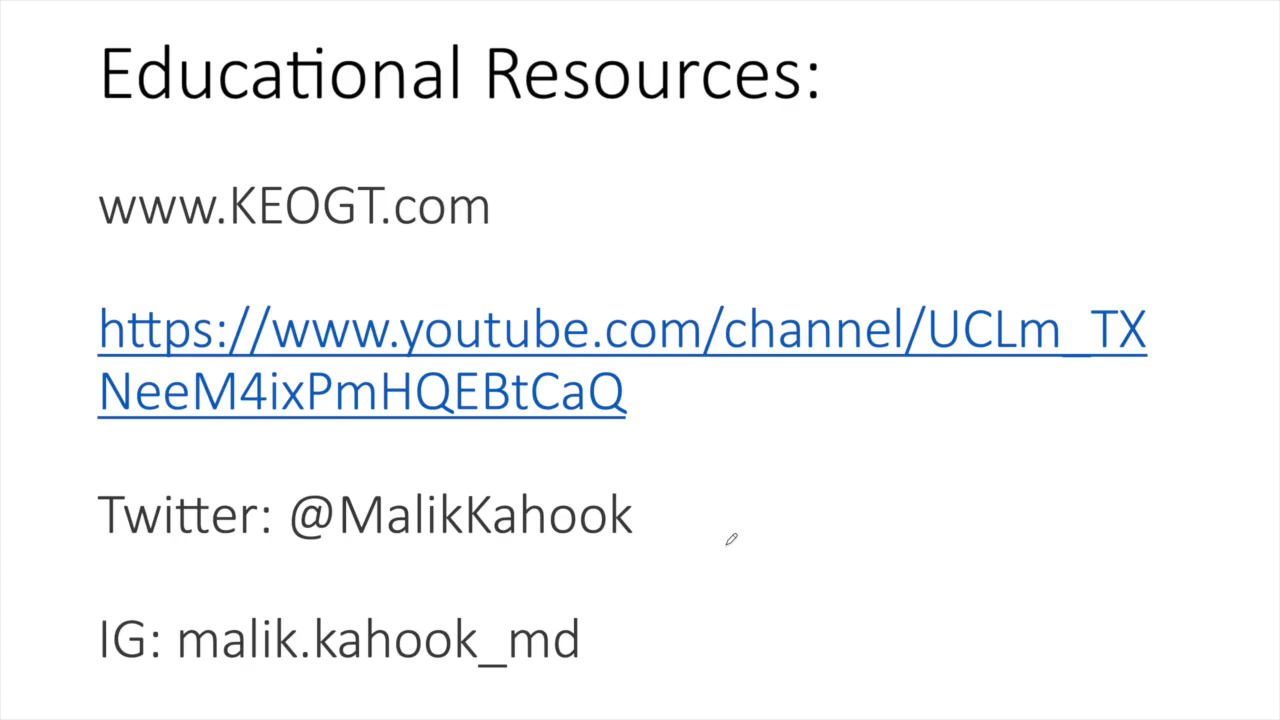 Educational Resources:
www.KEOGT.com
https://www.youtube.com/channel/UCLm_TX
NeeM4ixPmHQEBtCaQ
Twitter: @MalikKahook
IG: malik.kahook_md